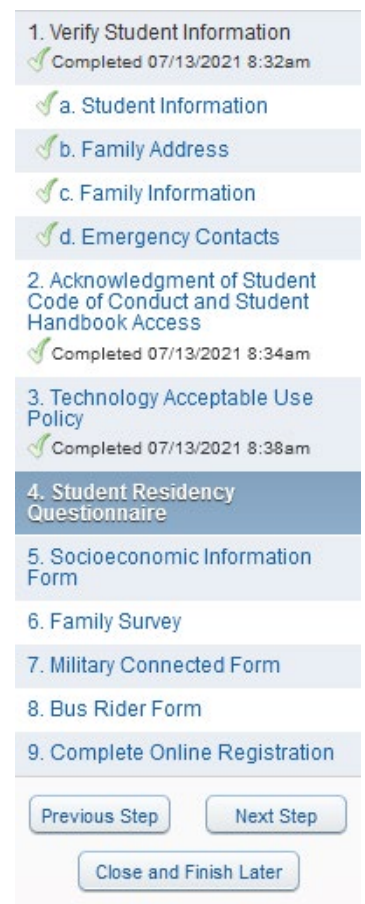 1. Verify Student Information
Completed 07/13/2021 8:32am
a. Student Information
b. Family Address
c. Family Information
d. Emergency Contacts
2. Acknowledgment of Student
Code of Conduct and Student
Handbook Access
Completed 07/13/2021 8:34am
3. Technology Acceptable Use
Policy
Completed 07/13/2021 8:38am
4. Student Residency
Questionnaire
5. Socioeconomic Information
Form
6. Family Survey
7. Military Connected Form
8. Bus Rider Form
9. Complete Online Registration
Previous Step Next Step
Close and Finish Later